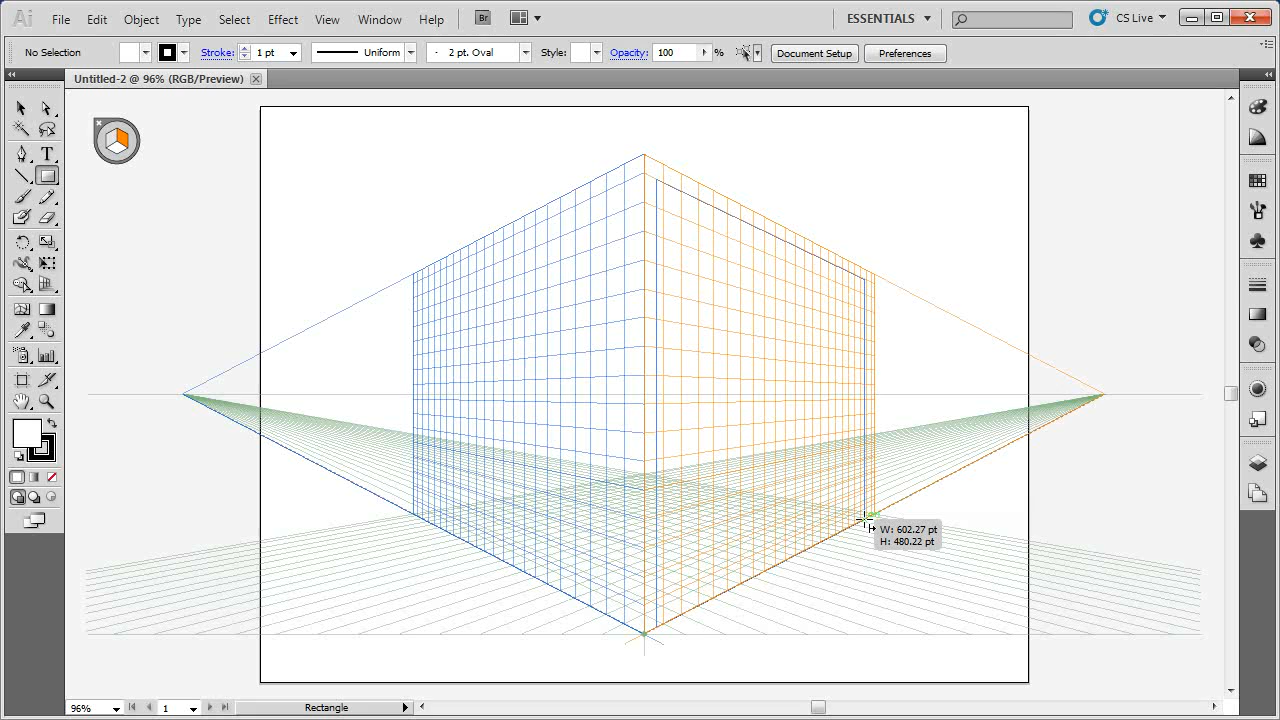 Ai File Edit Object Type Select Effect View Window Help Br ESSENTIALS CS Live
No Selection Stroke: 1 pt Uniform 2 pt. Oval Style: Opacity: 100 % Document Setup Preferences
Untitled-2 @ 96% (RGB/Preview)
T
W: 602.27 pt
H: 480.22 pt
96% 1 Rectangle